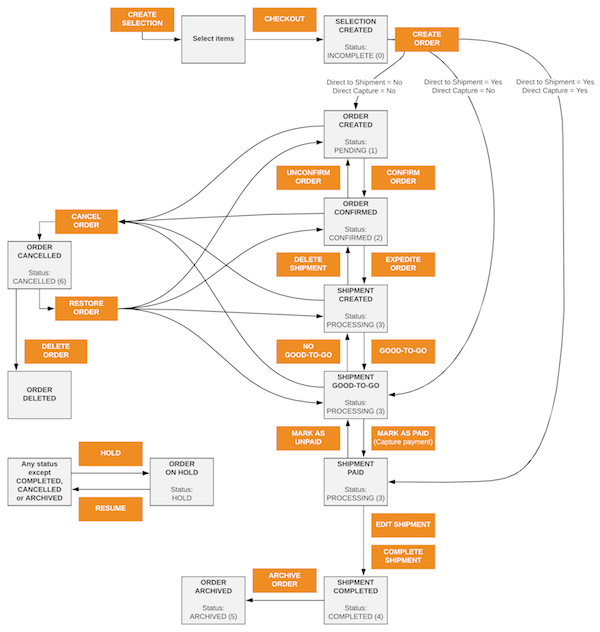 CREATE
SELECTION
Select items
CHECKOUT
SELECTION
CREATED
Status:
INCOMPLETE (0)
CREATE
ORDER
Direct to Shipment = No
Direct Capture = No
Direct to Shipment = Yes
Direct Capture = No
Direct to Shipment = Yes
Direct Capture = Yes
ORDER
CREATED
Status:
PENDING (1)
UNCONFIRM
ORDER
CONFIRM
ORDER
CANCEL
ORDER
ORDER
CONFIRMED
Status:
CONFIRMED (2)
ORDER
CANCELLED
Status:
CANCELLED (6)
DELETE
SHIPMENT
EXPEDITE
ORDER
RESTORE
ORDER
SHIPMENT
CREATED
Status:
PROCESSING (3)
DELETE
ORDER
NO
GOOD-TO-GO
GOOD-TO-GO
ORDER
DELETED
SHIPMENT
GOOD-TO-GO
Status:
PROCESSING (3)
MARK AS
UNPAID
MARK AS PAID
(Capture payment)
HOLD
Any status
except
COMPLETED,
CANCELLED
or ARCHIVED
ORDER
ON HOLD
Status:
HOLD
RESUME
SHIPMENT
PAID
Status:
PROCESSING (3)
EDIT SHIPMENT
COMPLETE
SHIPMENT
ORDER
ARCHIVED
Status:
ARCHIVED (5)
ARCHIVE
ORDER
SHIPMENT
COMPLETED
Status:
COMPLETED (4)